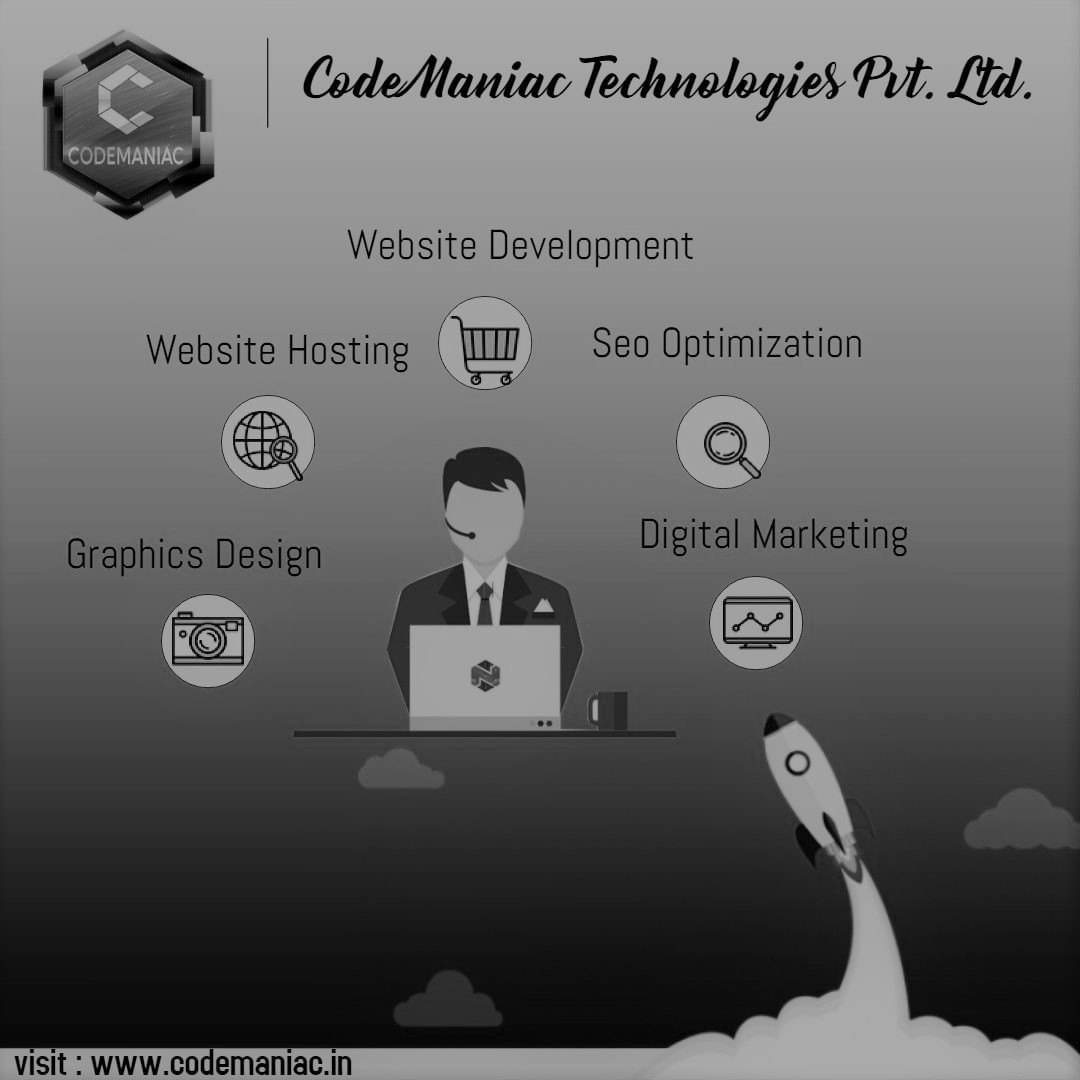 CODEMANIAC
CodeManiac Technologies Pvt. Ltd.
Website Development
Website Hosting
Seo Optimization
Graphics Design
Digital Marketing
visit : www.codemaniac.in